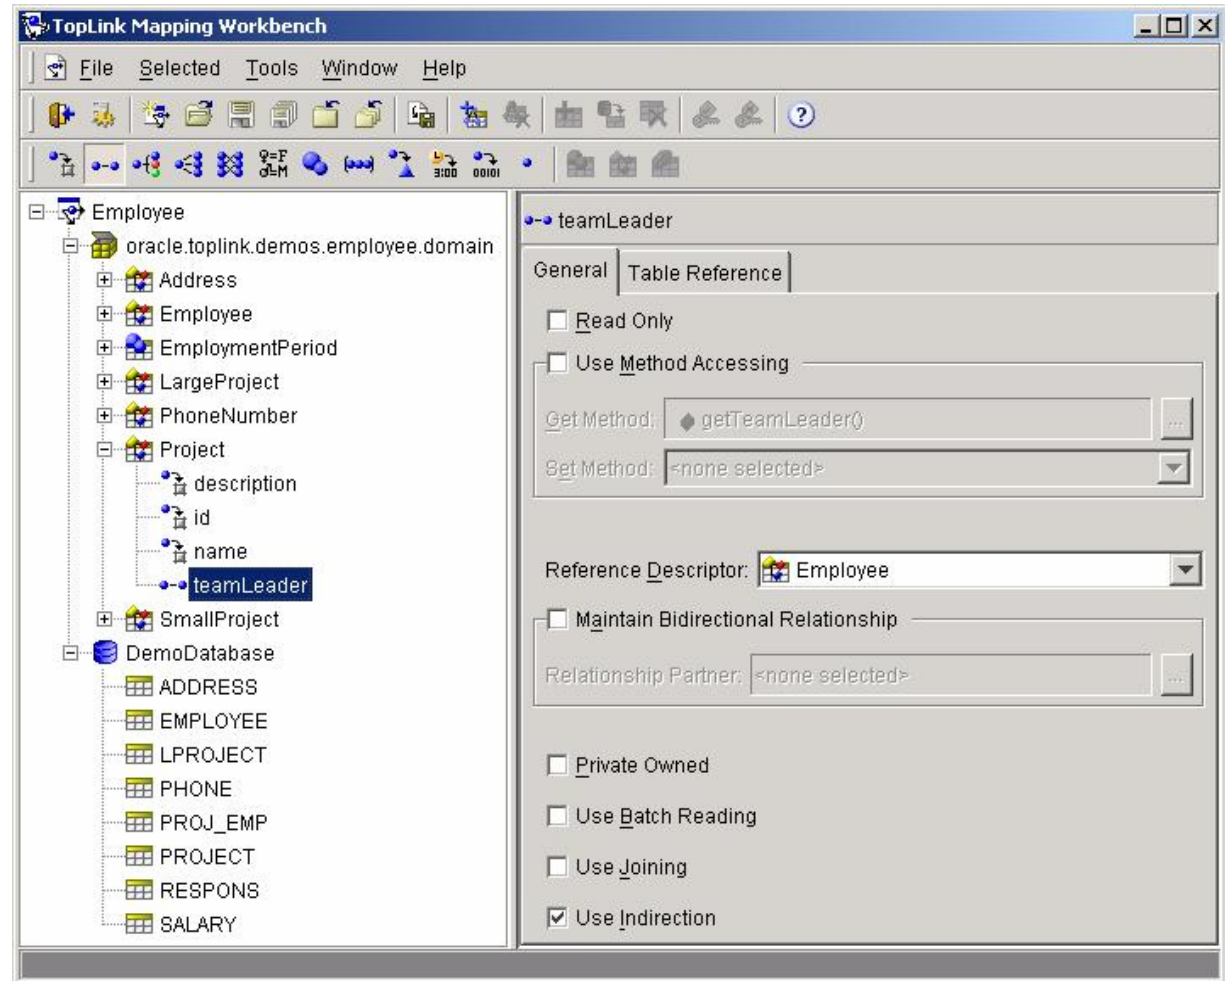 TopLink Mapping Workbench
File Selected Tools Window Help
Employee
oracle.toplink.demos.employee.domain
Address
Employee
EmploymentPeriod
LargeProject
PhoneNumber
Project
description
id
name
teamLeader
SmallProject
DemoDatabase
ADDRESS
EMPLOYEE
LPROJECT
PHONE
PROJ_EMP
PROJECT
RESPONS
SALARY
teamLeader
General Table Reference
Read Only
Use Method Accessing
Get Method: getTeamLeader() ...
Set Method: <none selected>
Reference Descriptor: Employee
Maintain Bidirectional Relationship
Relationship Partner: <none selected> ...
Private Owned
Use Batch Reading
Use Joining
Use Indirection